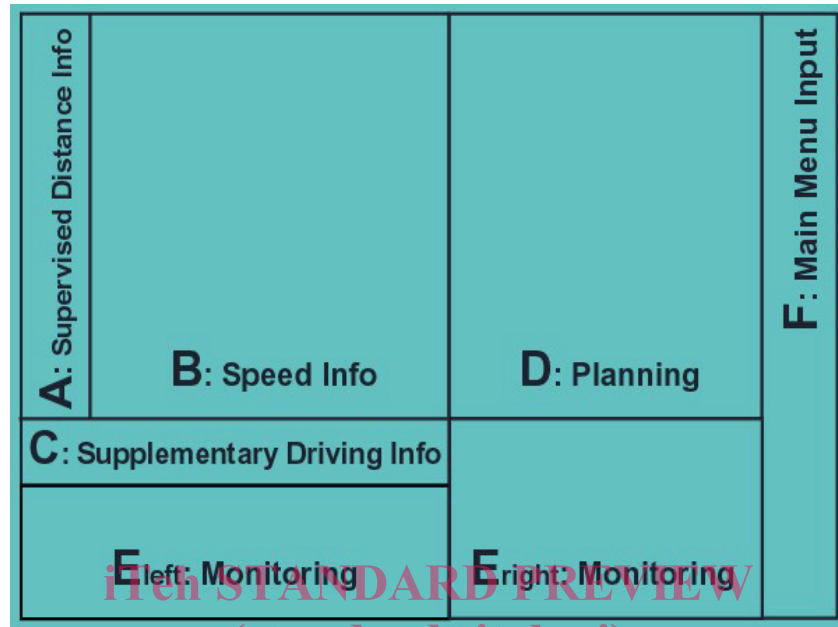 A: Supervised Distance Info
B: Speed Info
D: Planning
F: Main Menu Input
C: Supplementary Driving Info
Eleft: Monitoring
Eright: Monitoring
iTeh STANDARD PREVIEW